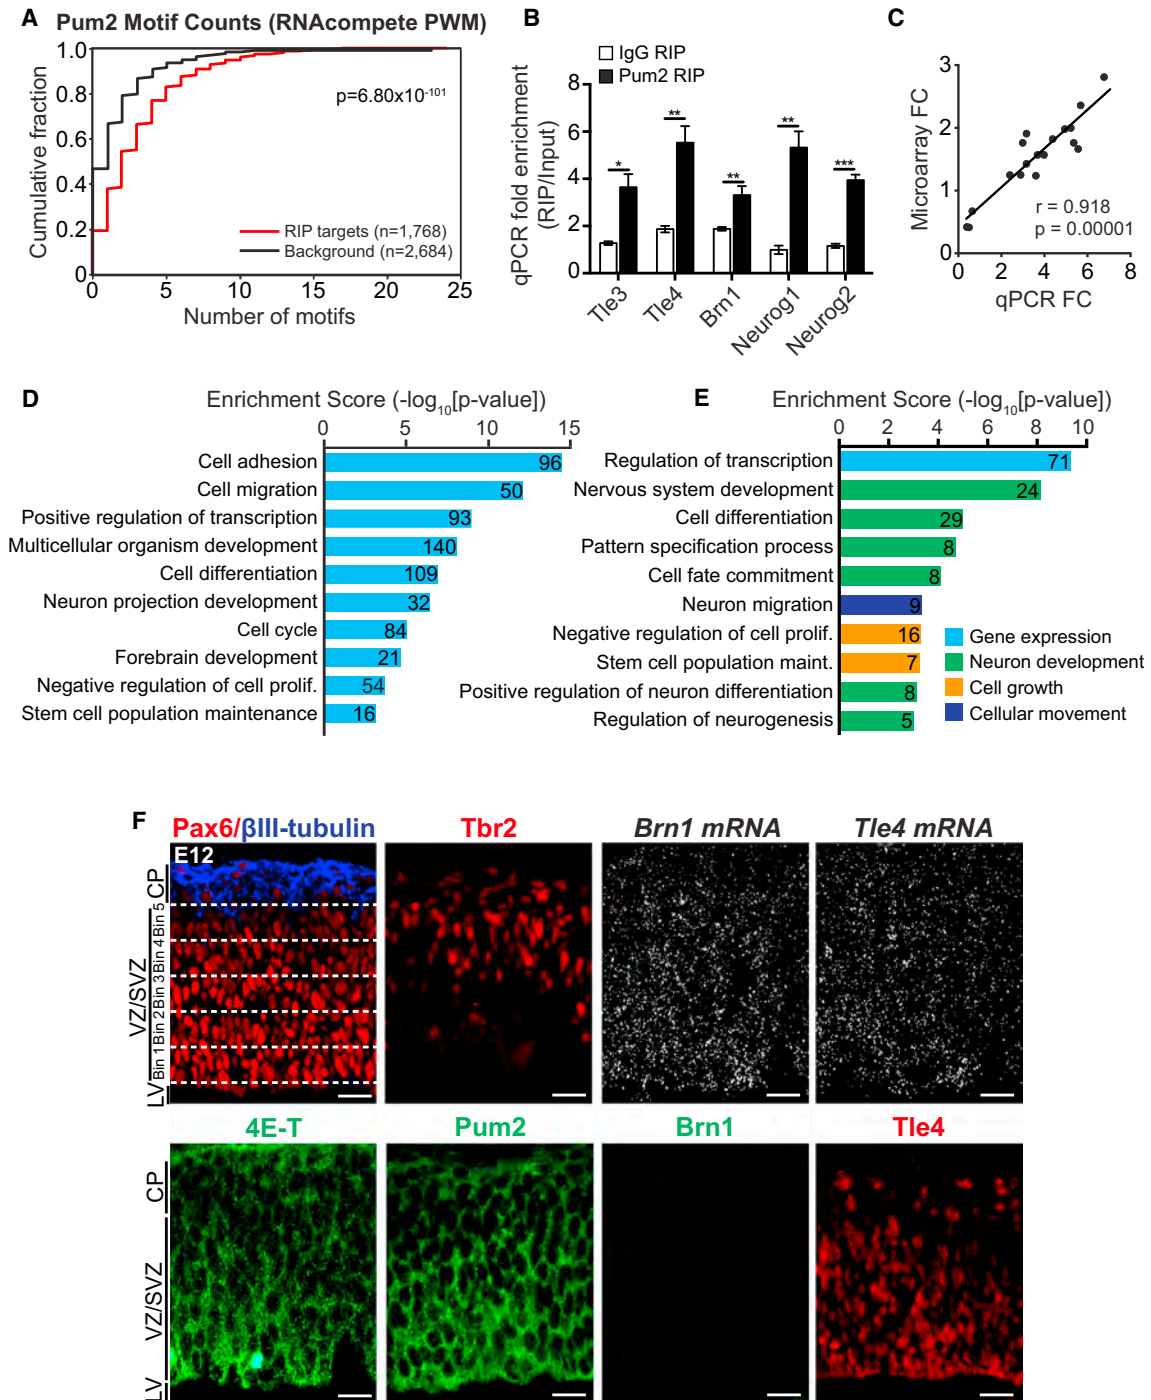 A Pum2 Motif Counts (RNAcompete PWM)
Cumulative fraction
1.0
0.8
0.6
0.4
0.2
0
p=6.80x10-101
RIP targets (n=1,768)
Background (n=2,684)
0 5 10 15 20 25
Number of motifs
B
IgG RIP
Pum2 RIP
qPCR fold enrichment
(RIP/Input)
8
6
4
2
0
* ** ** ** ***
Tle3 Tle4 Brn1 Neurog1 Neurog2
C
Microarray FC
3
2
1
0
r = 0.918
p = 0.00001
0 2 4 6 8
qPCR FC
D
Enrichment Score (-log10[p-value])
0 5 10 15
Cell adhesion 96
Cell migration 50
Positive regulation of transcription 93
Multicellular organism development 140
Cell differentiation 109
Neuron projection development 32
Cell cycle 84
Forebrain development 21
Negative regulation of cell prolif. 54
Stem cell population maintenance 16
E
Enrichment Score (-log10[p-value])
0 2 4 6 8 10
Regulation of transcription 71
Nervous system development 24
Cell differentiation 29
Pattern specification process 8
Cell fate commitment 8
Neuron migration 9
Negative regulation of cell prolif. 16
Stem cell population maint. 7
Positive regulation of neuron differentiation 8
Regulation of neurogenesis 5
Gene expression
Neuron development
Cell growth
Cellular movement
F
Pax6/βIII-tubulin Tbr2 Brn1 mRNA Tle4 mRNA
E12
CP
VZ/SVZ
Bin 5
Bin 4
Bin 3
Bin 2
Bin 1
LV
4E-T Pum2 Brn1 Tle4
CP
VZ/SVZ
LV